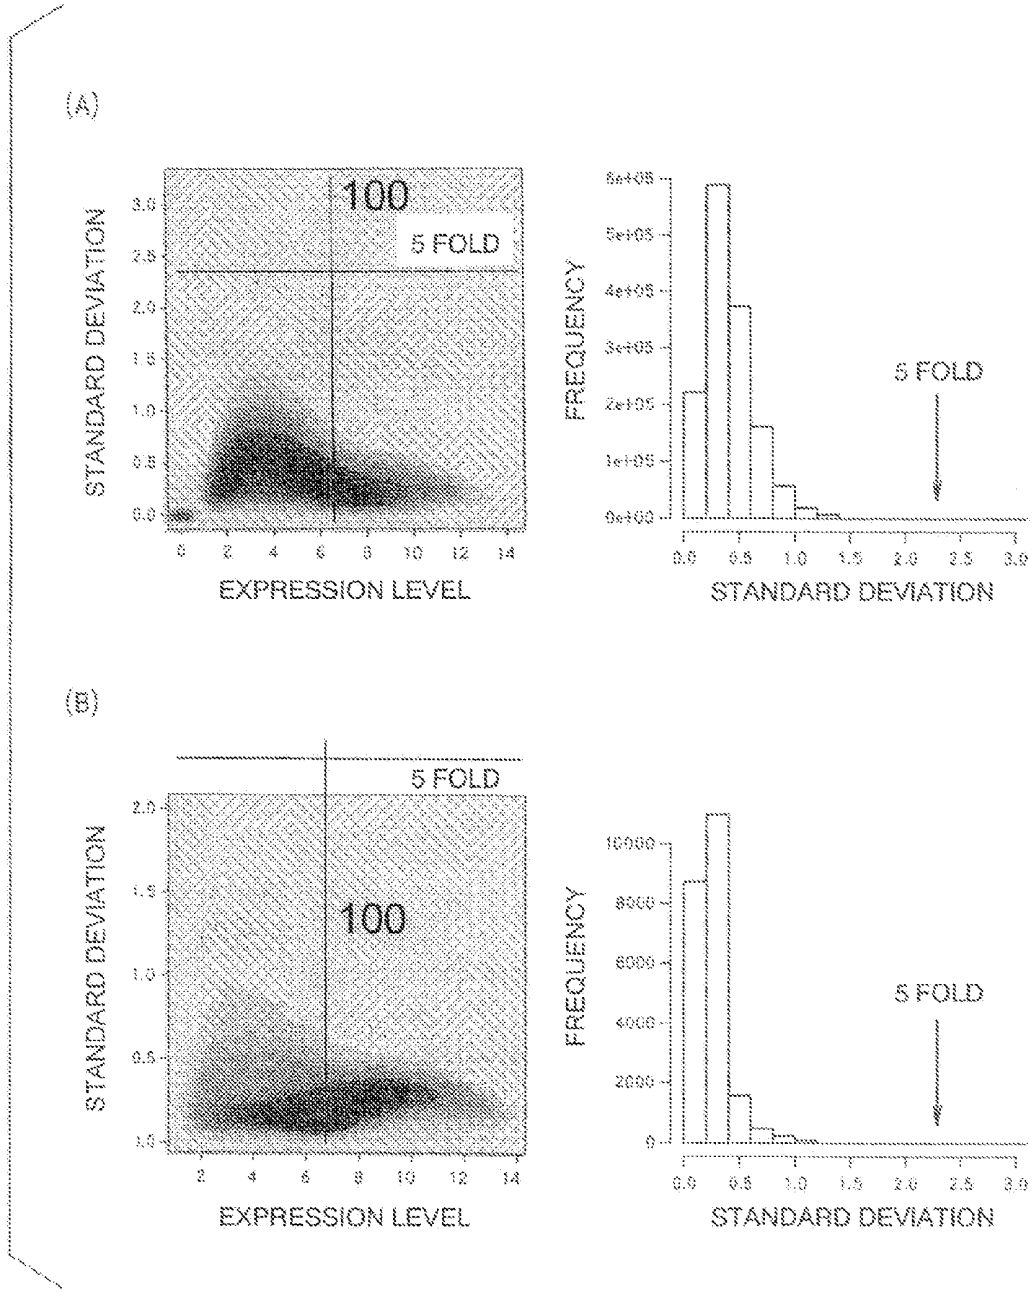 (A)
STANDARD DEVIATION
3.0
2.5
2.0
1.5
1.0
0.5
0.0
100
5 FOLD
0 2 4 6 8 10 12 14
EXPRESSION LEVEL
FREQUENCY
6e+05
5e+05
4e+05
3e+05
2e+05
1e+05
0e+00
5 FOLD
0.0 0.5 1.0 1.5 2.0 2.5 3.0
STANDARD DEVIATION
(B)
5 FOLD
STANDARD DEVIATION
2.0
1.5
1.0
0.5
100
2 4 6 8 10 12 14
EXPRESSION LEVEL
FREQUENCY
10000
8000
6000
4000
2000
0
5 FOLD
0.0 0.5 1.0 1.5 2.0 2.5 3.0
STANDARD DEVIATION